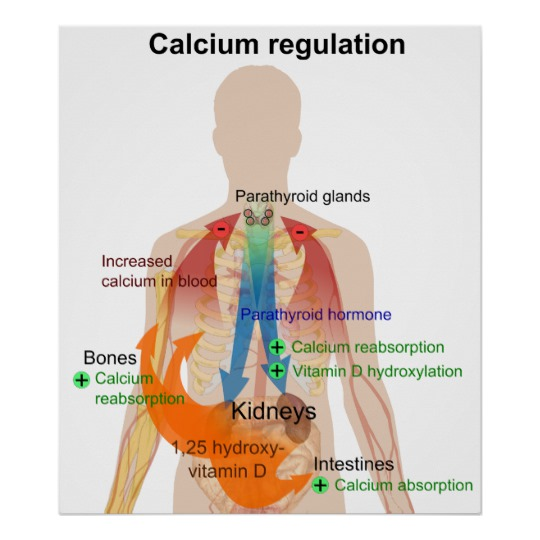 Calcium regulation
Parathyroid glands
-
-
Increased
calcium in blood
Parathyroid hormone
+ Calcium reabsorption
+ Vitamin D hydroxylation
Bones
+ Calcium
reabsorption
Kidneys
1,25 hydroxy-
vitamin D
Intestines
+ Calcium absorption